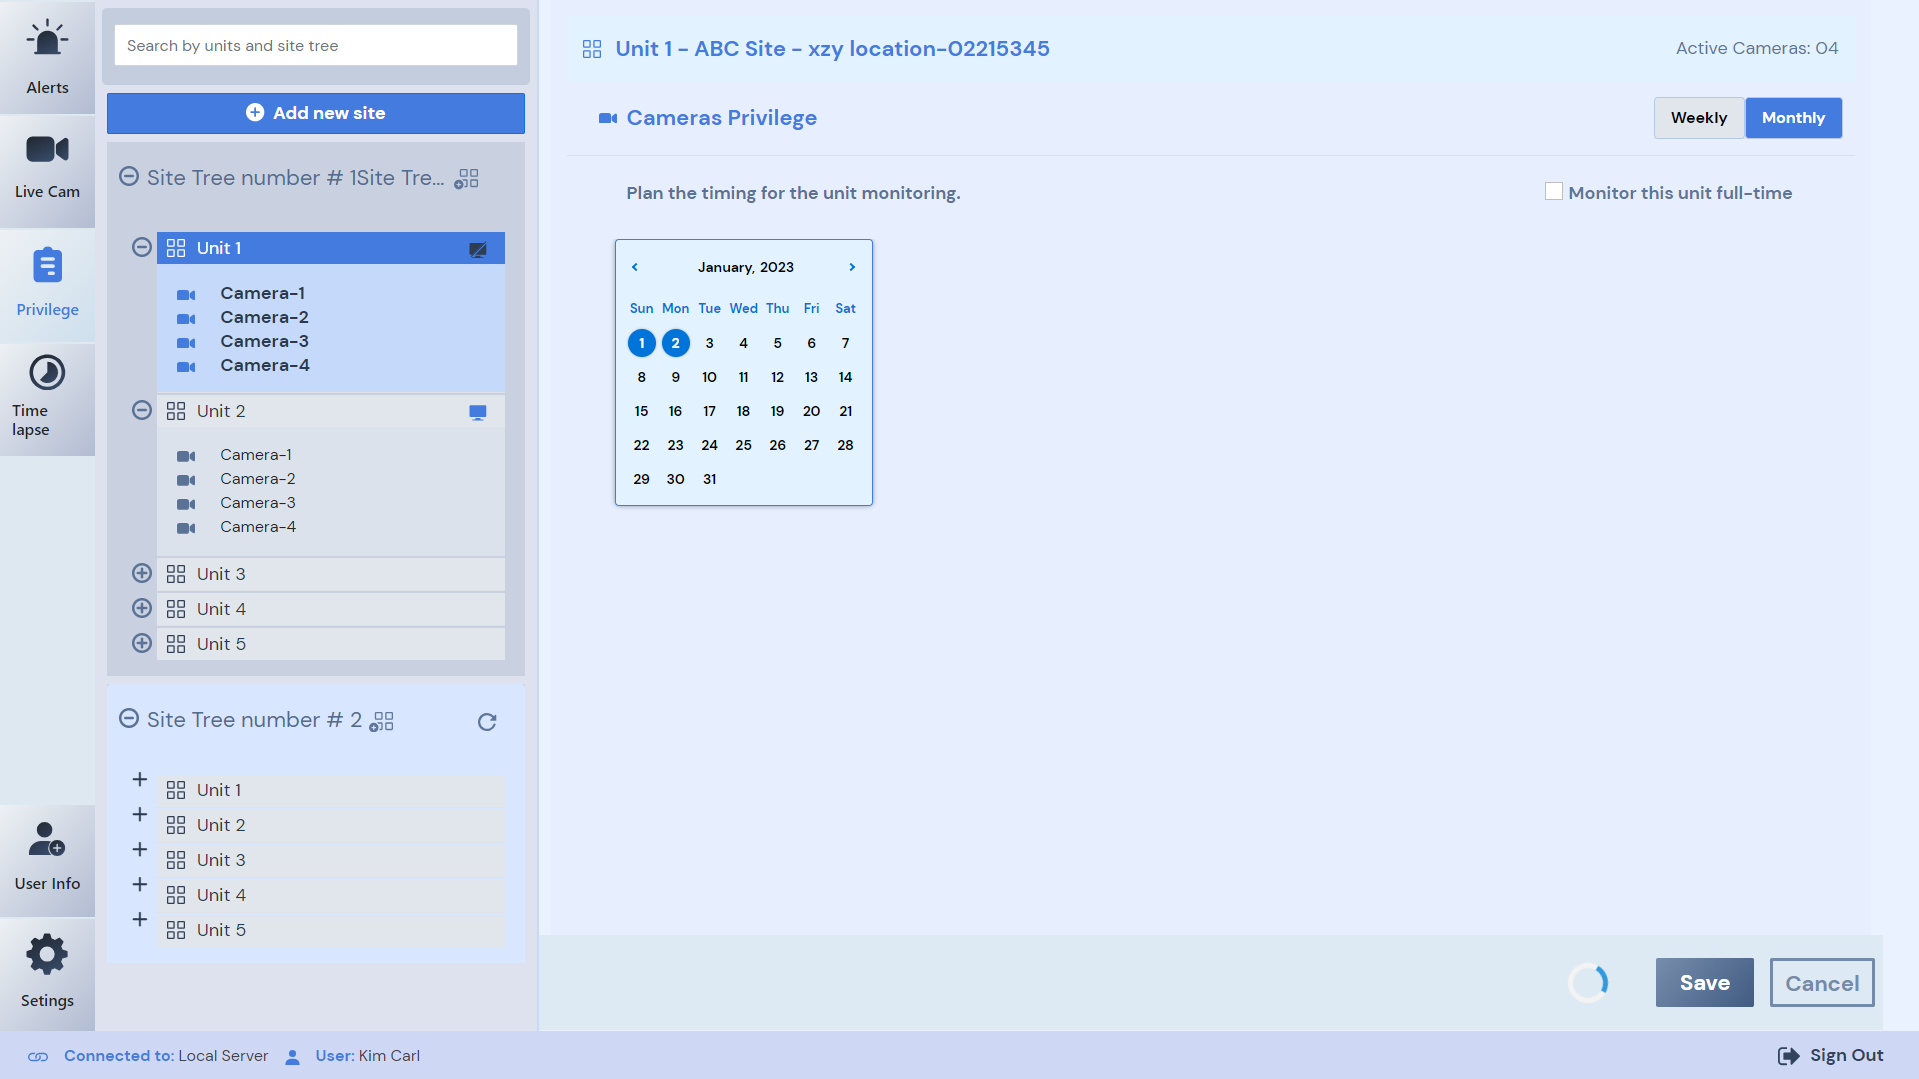 Alerts
Live Cam
Privilege
Time
lapse
User Info
Setings
Search by units and site tree
Add new site
Site Tree number # 1Site Tre...
Unit 1
Camera-1
Camera-2
Camera-3
Camera-4
Unit 2
Camera-1
Camera-2
Camera-3
Camera-4
Unit 3
Unit 4
Unit 5
Site Tree number # 2
Unit 1
Unit 2
Unit 3
Unit 4
Unit 5
Unit 1 - ABC Site - xzy location-02215345
Active Cameras: 04
Cameras Privilege
Weekly Monthly
Plan the timing for the unit monitoring.
Monitor this unit full-time
January, 2023
Sun Mon Tue Wed Thu Fri Sat
1 2 3 4 5 6 7
8 9 10 11 12 13 14
15 16 17 18 19 20 21
22 23 24 25 26 27 28
29 30 31
Save Cancel
Connected to: Local Server User: Kim Carl
Sign Out